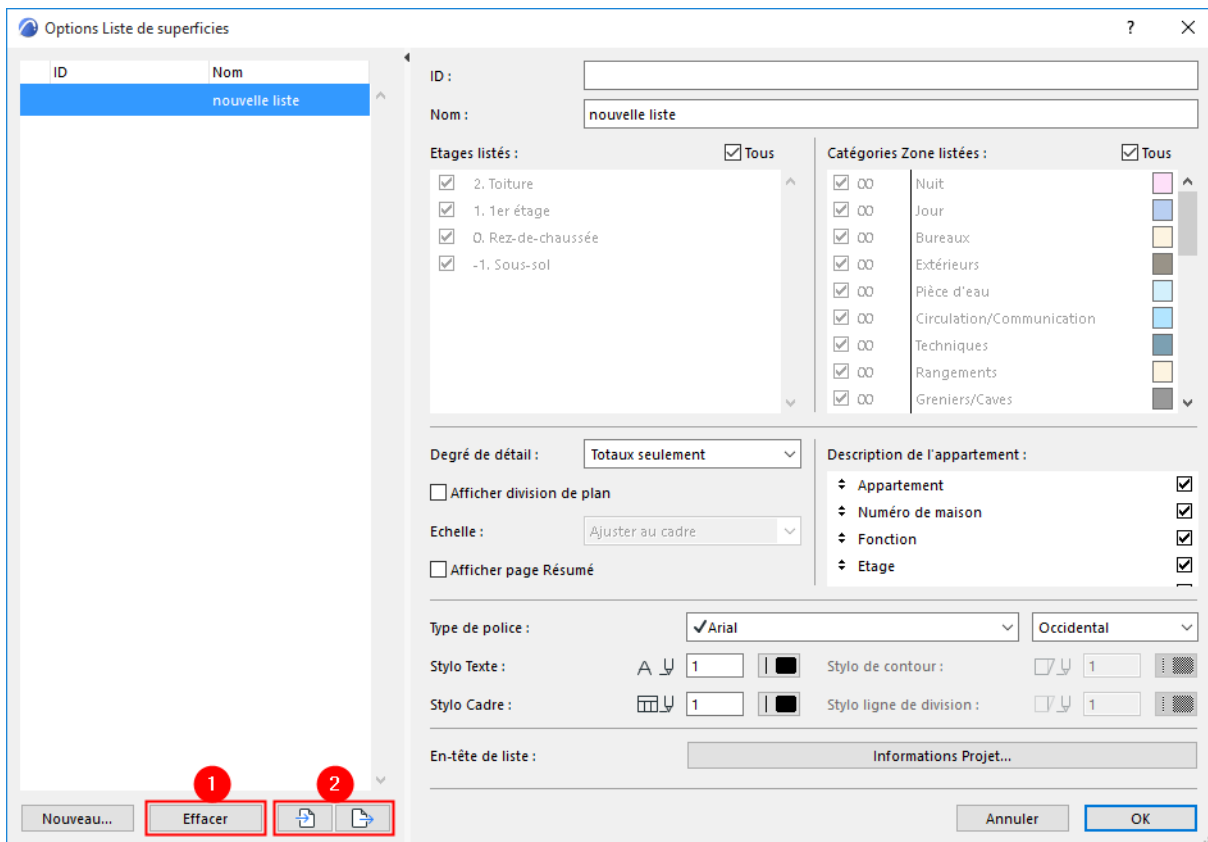 Options Liste de superficies
?
ID Nom
nouvelle liste
ID :
Nom : nouvelle liste
Etages listés : Tous
2. Toiture
1. 1er étage
0. Rez-de-chaussée
-1. Sous-sol
Catégories Zone listées : Tous
Nuit
Jour
Bureaux
Extérieurs
Pièce d'eau
Circulation/Communication
Techniques
Rangements
Greniers/Caves
Degré de détail : Totaux seulement
Afficher division de plan
Echelle : Ajuster au cadre
Afficher page Résumé
Description de l'appartement :
Appartement
Numéro de maison
Fonction
Etage
Type de police : Arial Occidental
Stylo Texte : A 1 Stylo de contour : 1
Stylo Cadre : 1 Stylo ligne de division : 1
En-tête de liste : Informations Projet...
1 2
Nouveau... Effacer
Annuler OK